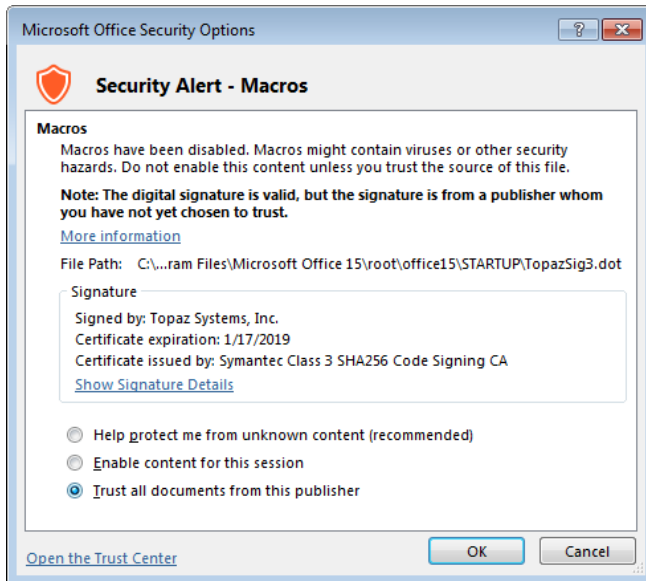 Microsoft Office Security Options
Security Alert - Macros
Macros
Macros have been disabled. Macros might contain viruses or other security
hazards. Do not enable this content unless you trust the source of this file.
Note: The digital signature is valid, but the signature is from a publisher whom
you have not yet chosen to trust.
More information
File Path: C:\...ram Files\Microsoft Office 15\root\office15\STARTUP\TopazSig3.dot
Signature
Signed by: Topaz Systems, Inc.
Certificate expiration: 1/17/2019
Certificate issued by: Symantec Class 3 SHA256 Code Signing CA
Show Signature Details
Help protect me from unknown content (recommended)
Enable content for this session
Trust all documents from this publisher
Open the Trust Center
OK
Cancel